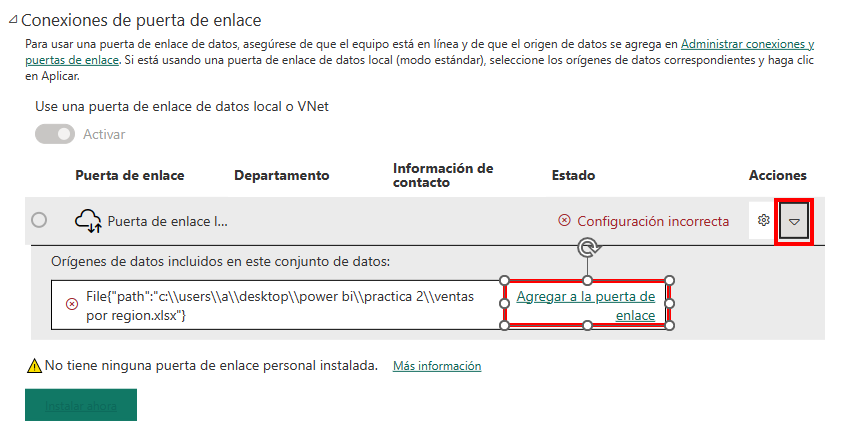 Conexiones de puerta de enlace
Para usar una puerta de enlace de datos, asegúrese de que el equipo está en línea y de que el origen de datos se agrega en Administrar conexiones y
puertas de enlace. Si está usando una puerta de enlace de datos local (modo estándar), seleccione los orígenes de datos correspondientes y haga clic
en Aplicar.
Use una puerta de enlace de datos local o VNet
Activar
Puerta de enlace Departamento Información de contacto Estado Acciones
Puerta de enlace l... Configuración incorrecta
Orígenes de datos incluidos en este conjunto de datos:
File{"path":"c:\\users\\a\\desktop\\power bi\\practica 2\\ventas
por region.xlsx"}
Agregar a la puerta de
enlace
No tiene ninguna puerta de enlace personal instalada. Más información
Instalar ahora